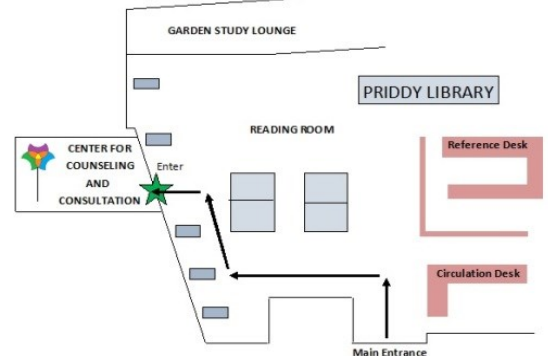 GARDEN STUDY LOUNGE
PRIDDY LIBRARY
READING ROOM
Reference Desk
CENTER FOR
COUNSELING
AND
CONSULTATION
Enter
Circulation Desk
Main Entrance